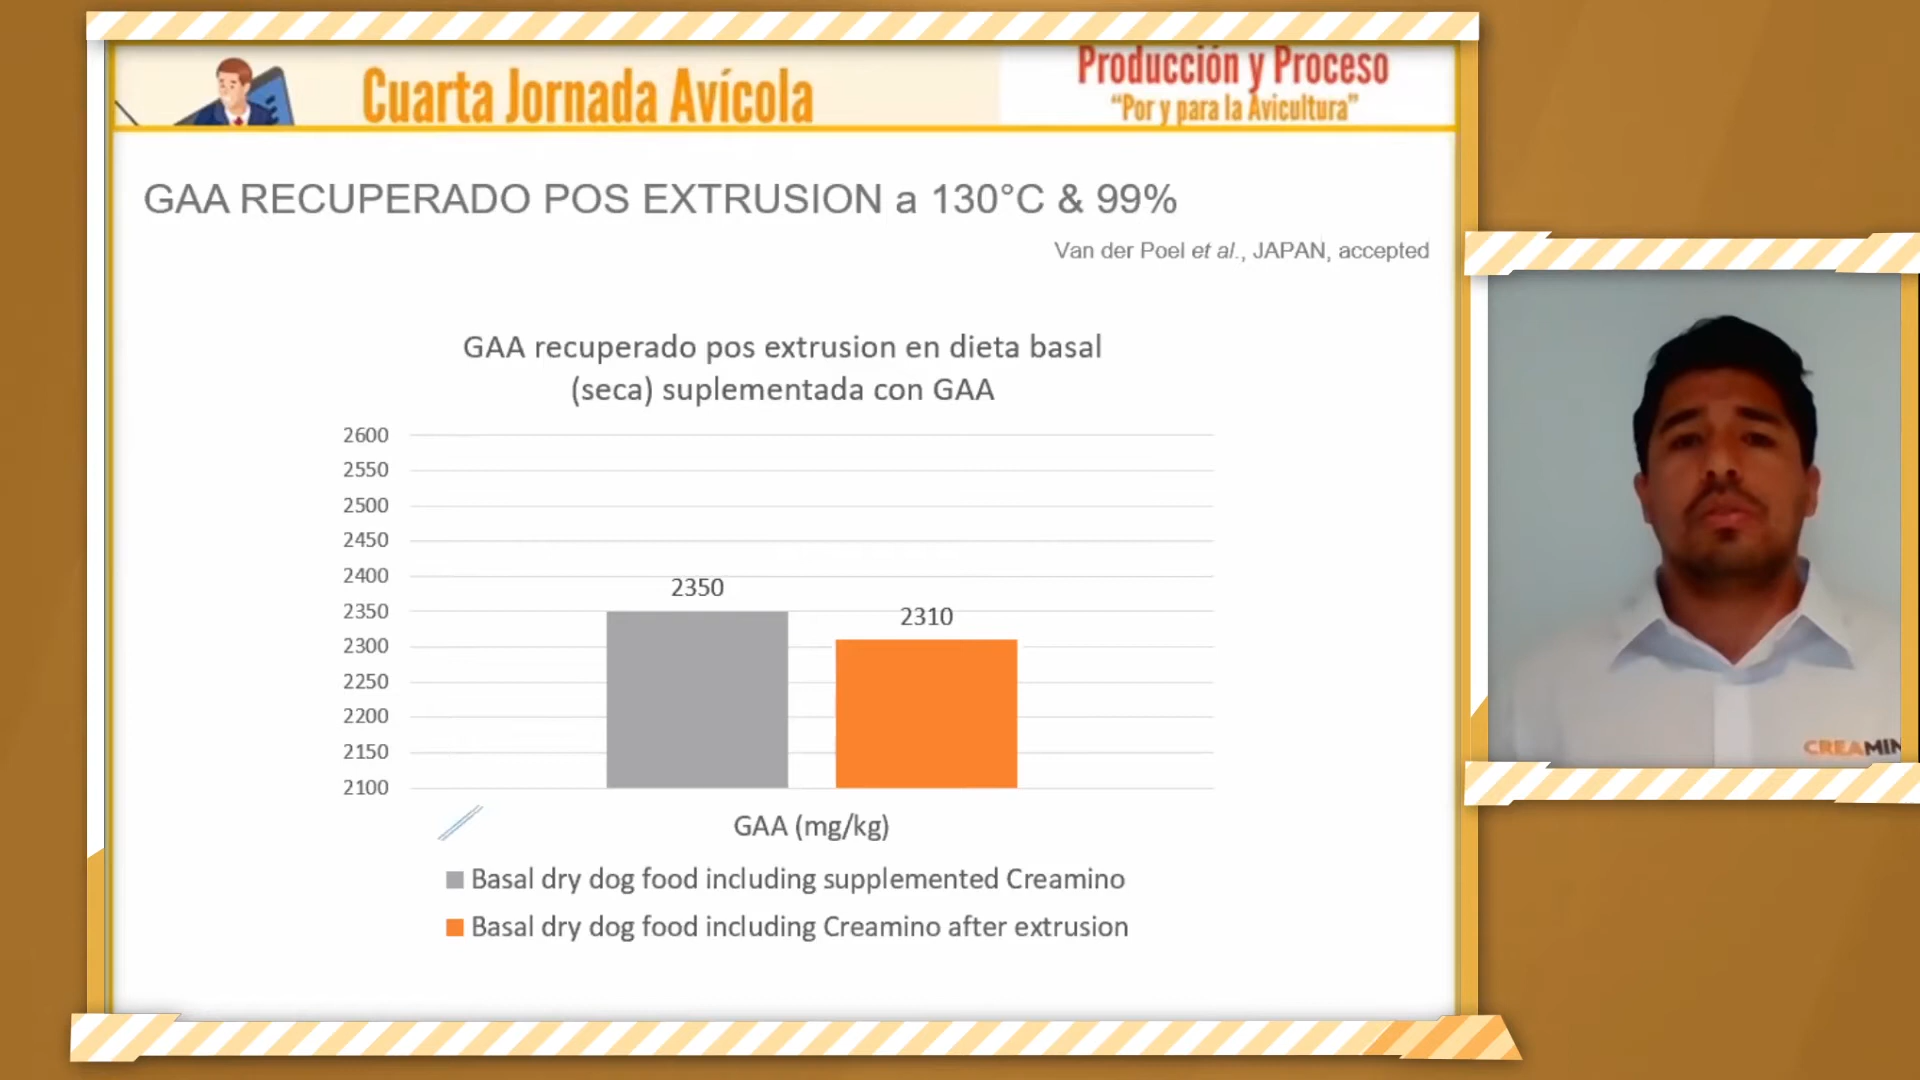 Cuarta Jornada Avícola
Producción y Proceso
“Por y para la Avicultura”
GAA RECUPERADO POS EXTRUSION a 130°C & 99%
Van der Poel et al., JAPAN, accepted
GAA recuperado pos extrusion en dieta basal
(seca) suplementada con GAA
2600
2550
2500
2450
2400
2350
2300
2250
2200
2150
2100
2350
2310
GAA (mg/kg)
Basal dry dog food including supplemented Creamino
Basal dry dog food including Creamino after extrusion
CREAMIN